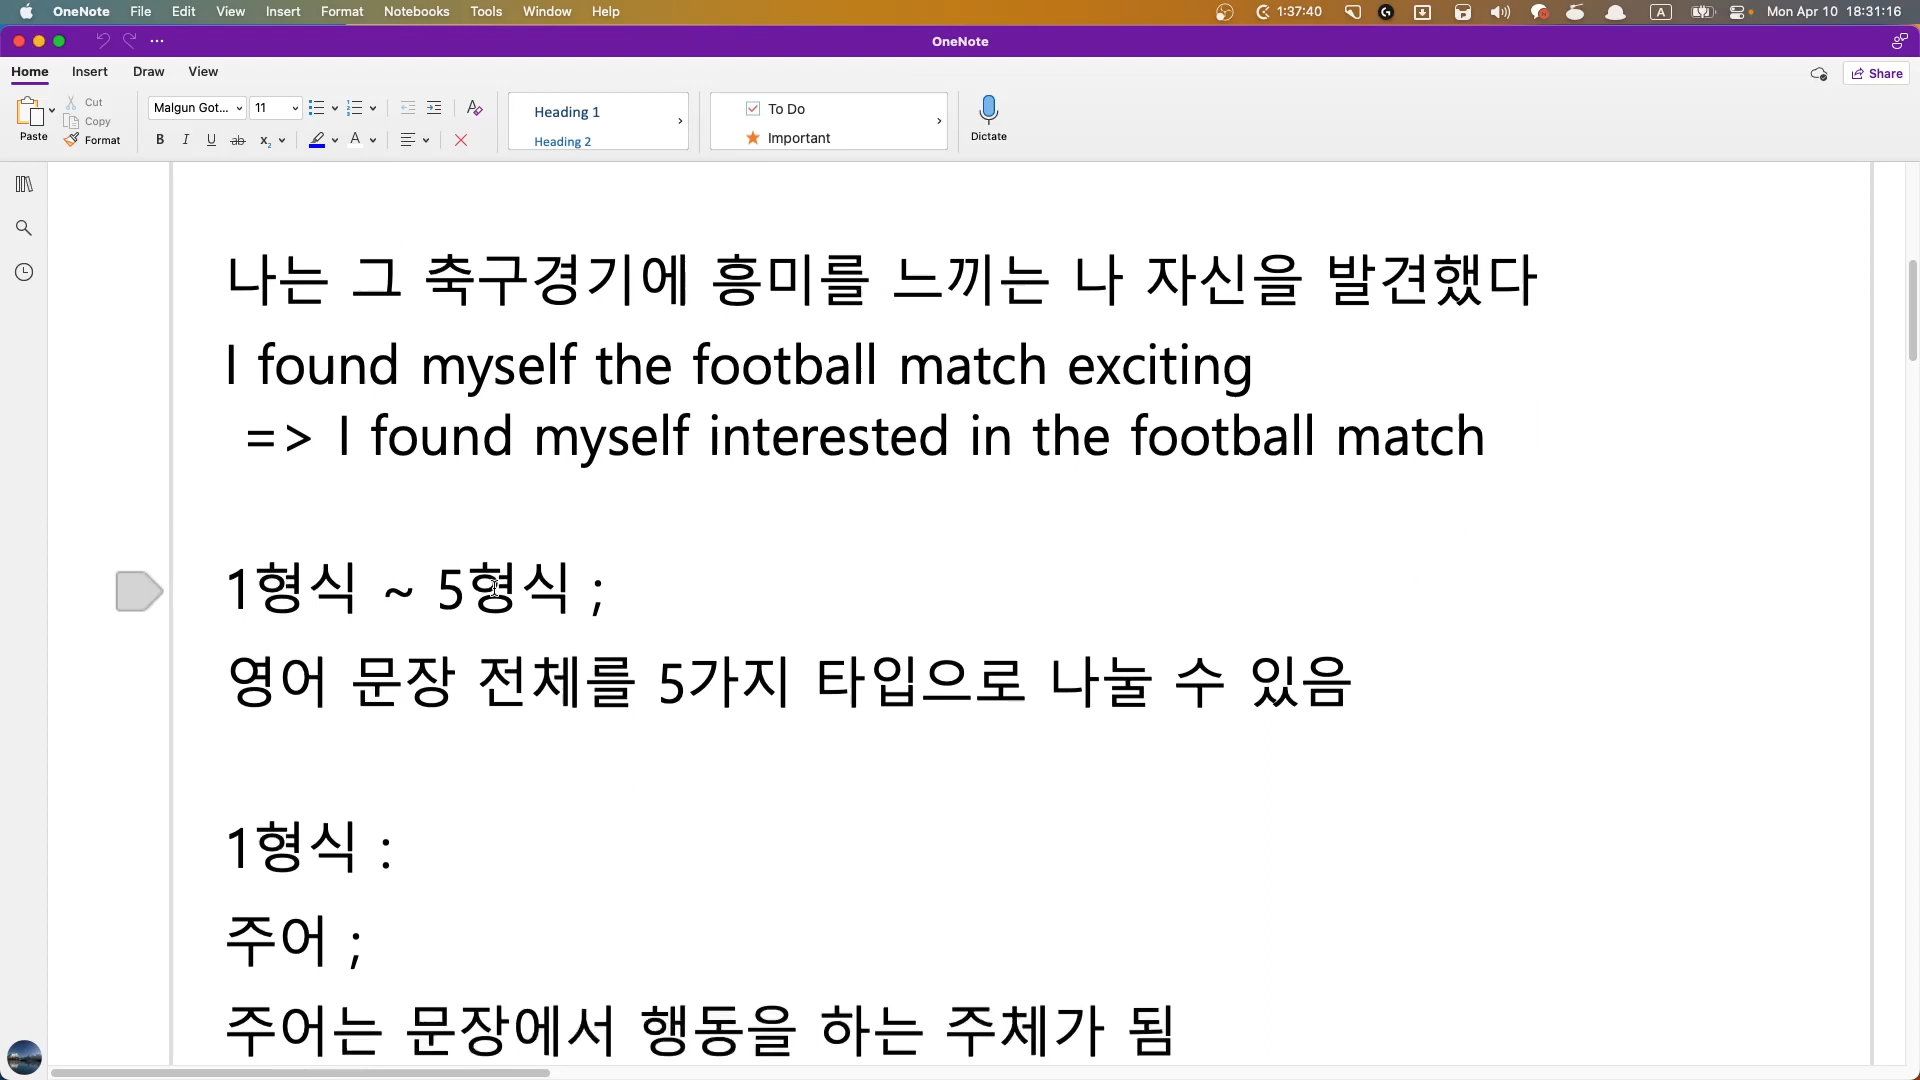 OneNote File Edit View Insert Format Notebooks Tools Window Help 1:37:40 A Mon Apr 10 18:31:16
OneNote
Home Insert Draw View Share
Paste Cut Copy Format
Malgun Got... 11
B I U ab x₂ A
Heading 1
Heading 2
To Do
Important
Dictate
나는 그 축구경기에 흥미를 느끼는 나 자신을 발견했다
I found myself the football match exciting
=> I found myself interested in the football match
1형식 ~ 5형식 ;
영어 문장 전체를 5가지 타입으로 나눌 수 있음
1형식 :
주어 ;
주어는 문장에서 행동을 하는 주체가 됨